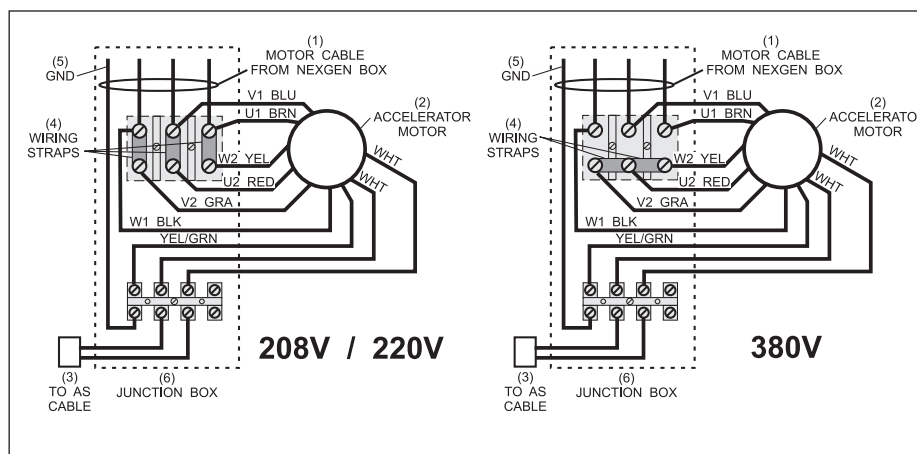 (1)
MOTOR CABLE
FROM NEXGEN BOX
(5)
GND
V1 BLU
U1 BRN
(2)
ACCELERATOR
MOTOR
(4)
WIRING
STRAPS
WHT
W2 YEL
WHT
U2 RED
V2 GRA
W1 BLK
YEL/GRN
208V / 220V
(3)
TO AS
CABLE
(6)
JUNCTION BOX
(1)
MOTOR CABLE
FROM NEXGEN BOX
(5)
GND
V1 BLU
U1 BRN
(2)
ACCELERATOR
MOTOR
(4)
WIRING
STRAPS
WHT
W2 YEL
WHT
U2 RED
V2 GRA
W1 BLK
YEL/GRN
380V
(3)
TO AS
CABLE
(6)
JUNCTION BOX